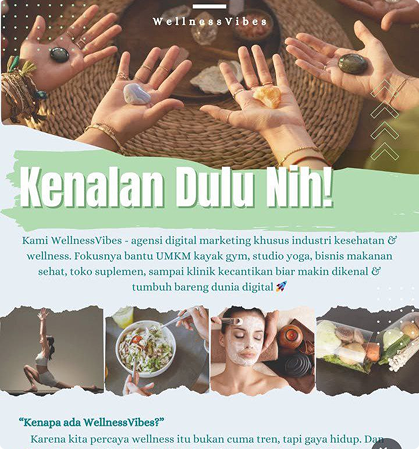 WellnessVibes
Kenalan Dulu Nih!
Kami WellnessVibes - agensi digital marketing khusus industri kesehatan &
wellness. Fokusnya bantu UMKM kayak gym, studio yoga, bisnis makanan
sehat, toko suplemen, sampai klinik kecantikan biar makin dikenal &
tumbuh bareng dunia digital 🚀
“Kenapa ada WellnessVibes?”
Karena kita percaya wellness itu bukan cuma tren, tapi gaya hidup. Dan